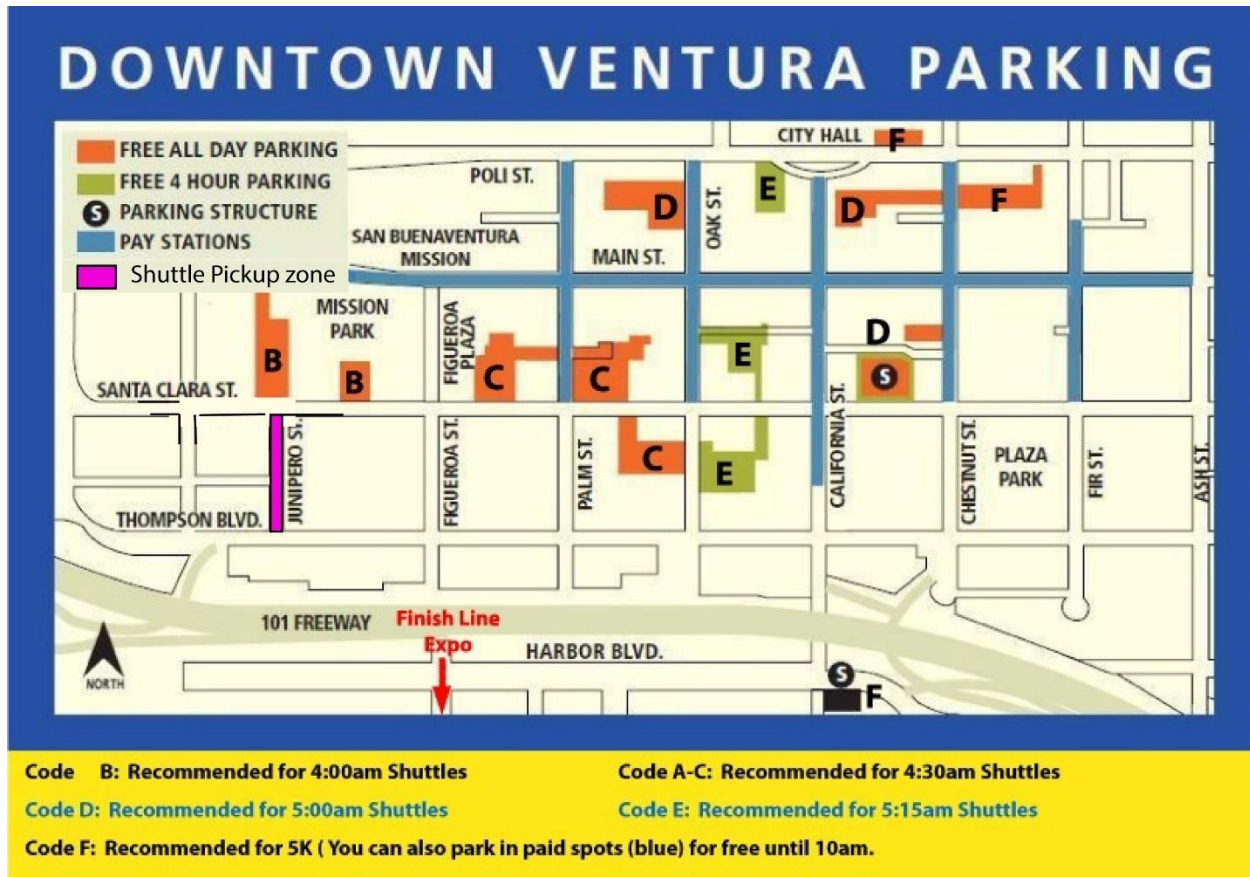 DOWNTOWN VENTURA PARKING
FREE ALL DAY PARKING
FREE 4 HOUR PARKING
S PARKING STRUCTURE
PAY STATIONS
Shuttle Pickup zone
CITY HALL
F
POLI ST.
E
D
OAK ST.
D
F
SAN BUENAVENTURA
MISSION
MAIN ST.
MISSION
PARK
FIGUEROA
PLAZA
B
B
C
C
E
D
S
SANTA CLARA ST.
CALIFORNIA ST.
JUNIPERO ST.
FIGUEROA ST.
PALM ST.
C
E
CHESTNUT ST.
PLAZA
PARK
FIR ST.
ASH ST.
THOMPSON BLVD.
101 FREEWAY
Finish Line
Expo
HARBOR BLVD.
NORTH
S
F
Code B: Recommended for 4:00am Shuttles
Code A-C: Recommended for 4:30am Shuttles
Code D: Recommended for 5:00am Shuttles
Code E: Recommended for 5:15am Shuttles
Code F: Recommended for 5K ( You can also park in paid spots (blue) for free until 10am.